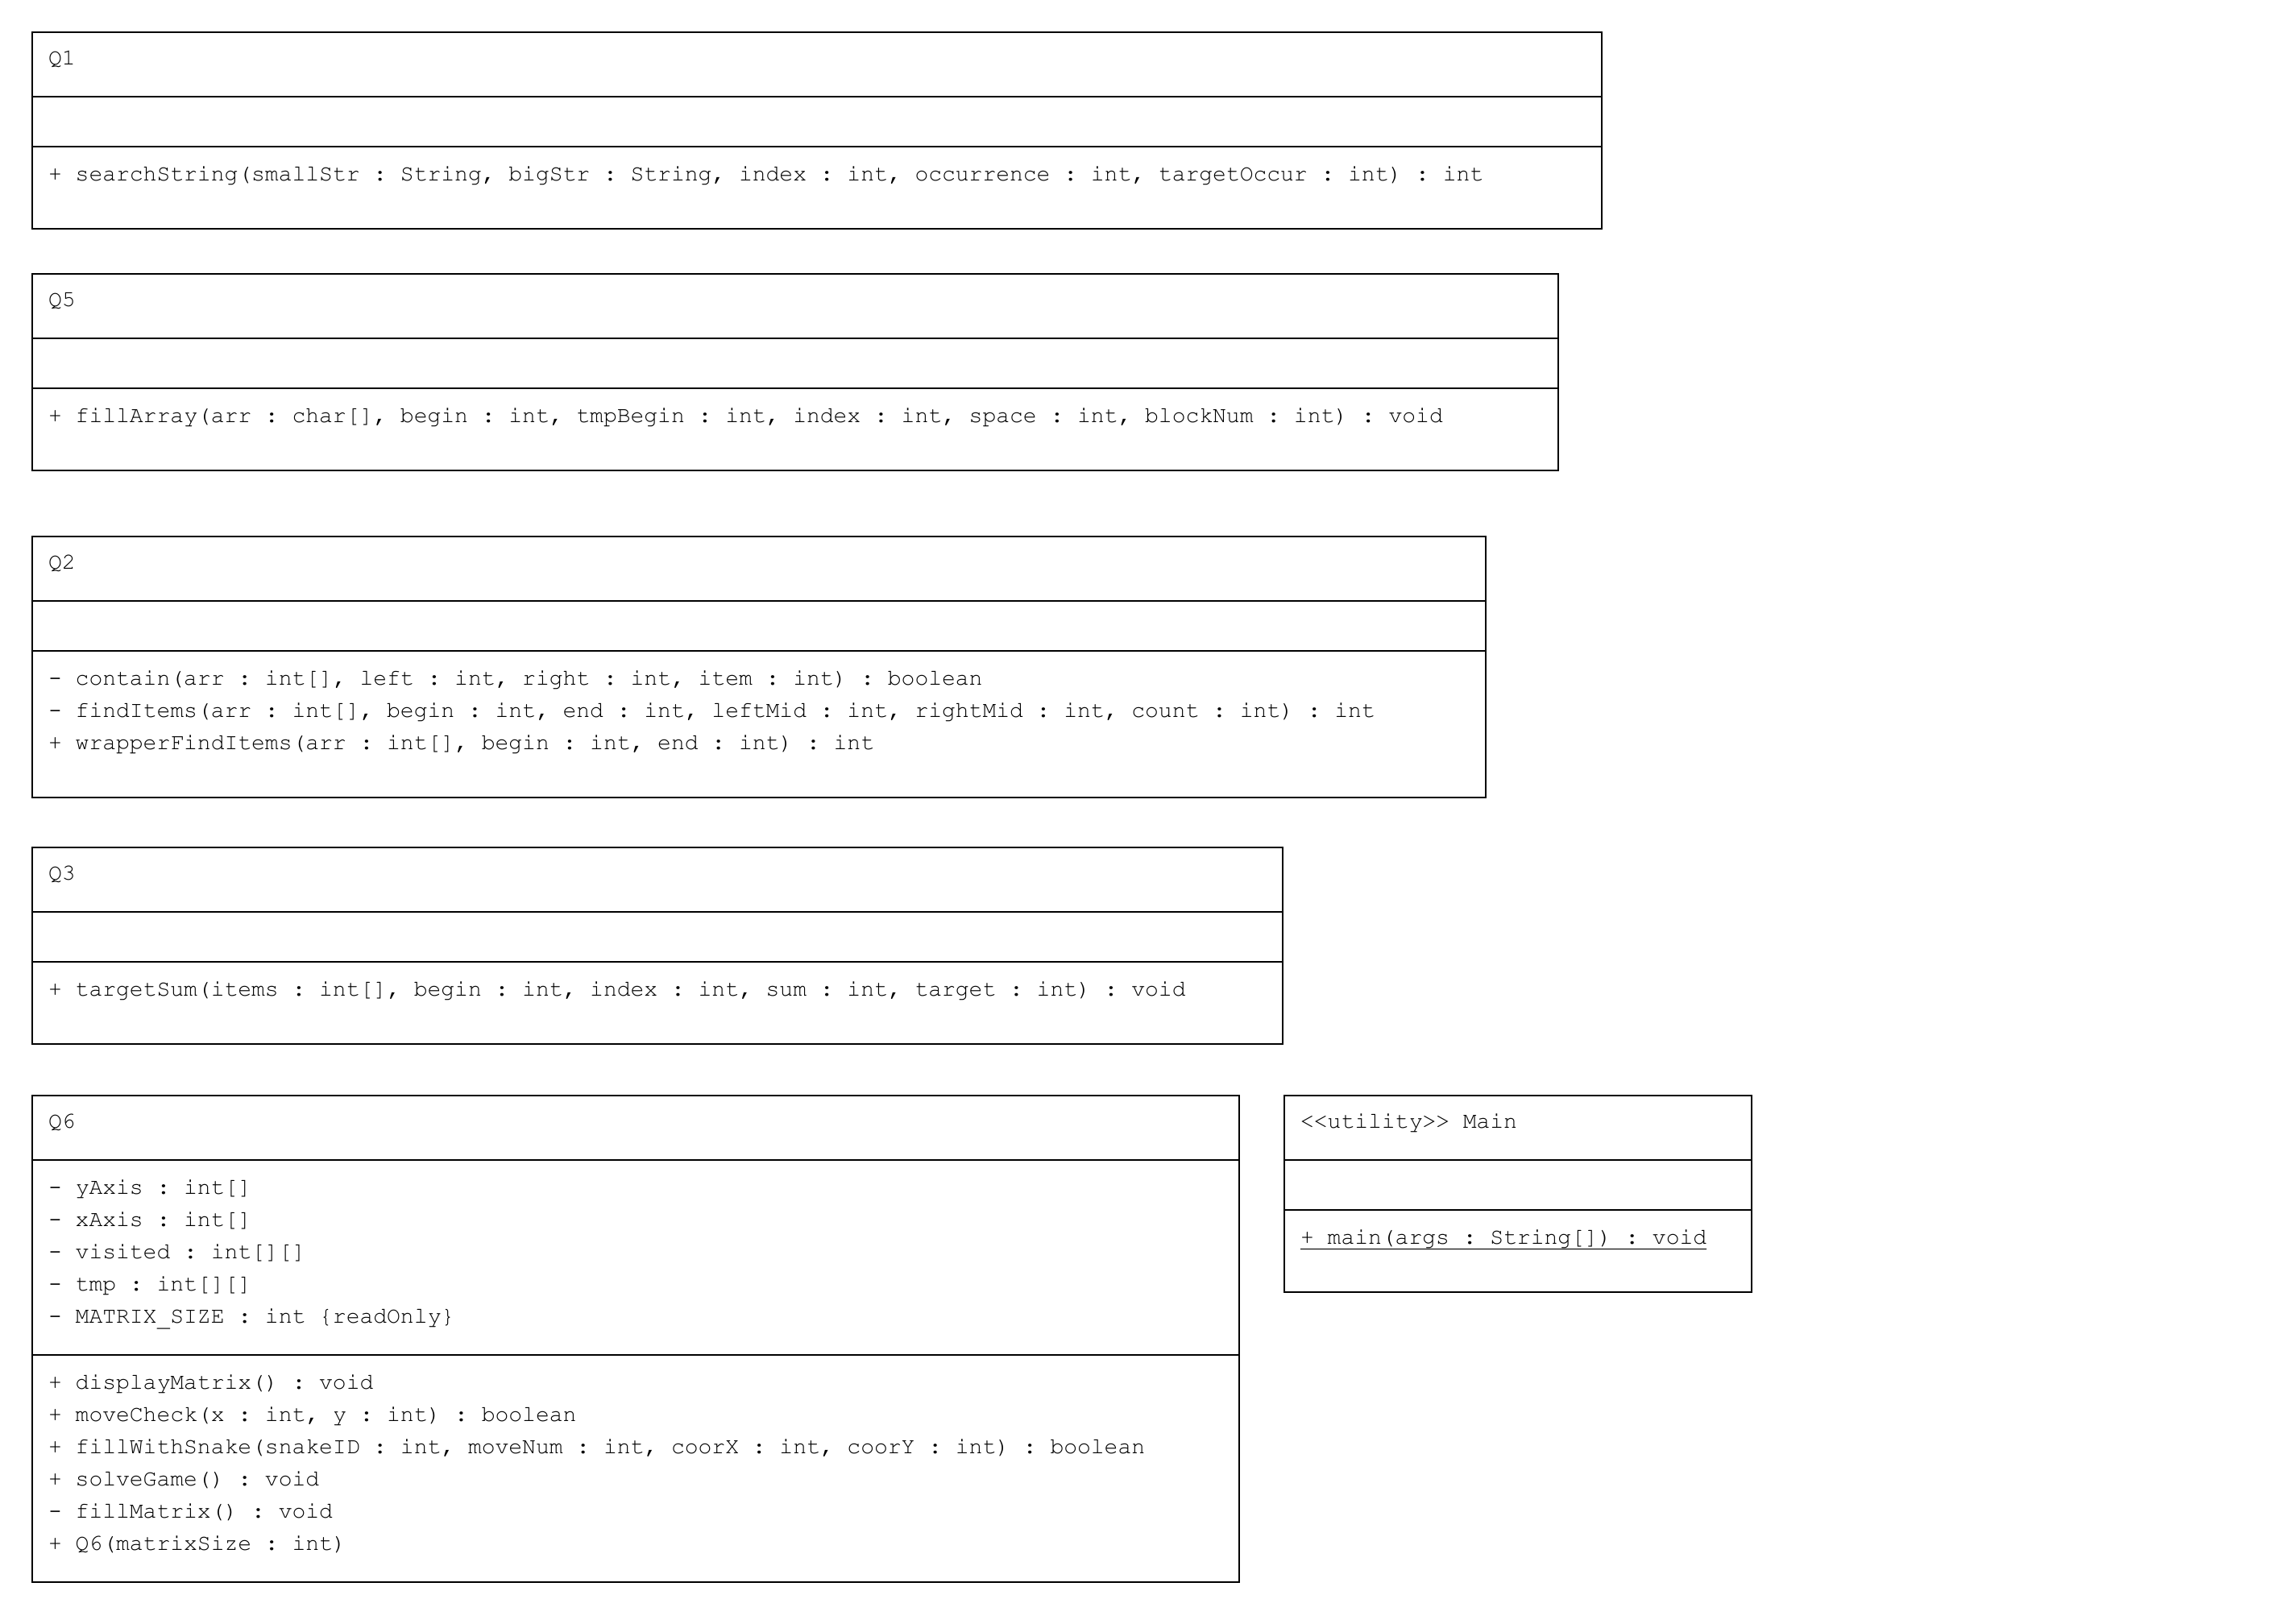 Q1
+ searchString(smallStr : String, bigStr : String, index : int, occurrence : int, targetOccur : int) : int
Q5
+ fillArray(arr : char[], begin : int, tmpBegin : int, index : int, space : int, blockNum : int) : void
Q2
- contain(arr : int[], left : int, right : int, item : int) : boolean
- findItems(arr : int[], begin : int, end : int, leftMid : int, rightMid : int, count : int) : int
+ wrapperFindItems(arr : int[], begin : int, end : int) : int
Q3
+ targetSum(items : int[], begin : int, index : int, sum : int, target : int) : void
Q6
- yAxis : int[]
- xAxis : int[]
- visited : int[][]
- tmp : int[][]
- MATRIX_SIZE : int {readOnly}
+ displayMatrix() : void
+ moveCheck(x : int, y : int) : boolean
+ fillWithSnake(snakeID : int, moveNum : int, coorX : int, coorY : int) : boolean
+ solveGame() : void
- fillMatrix() : void
+ Q6(matrixSize : int)
<<utility>> Main
+ main(args : String[]) : void